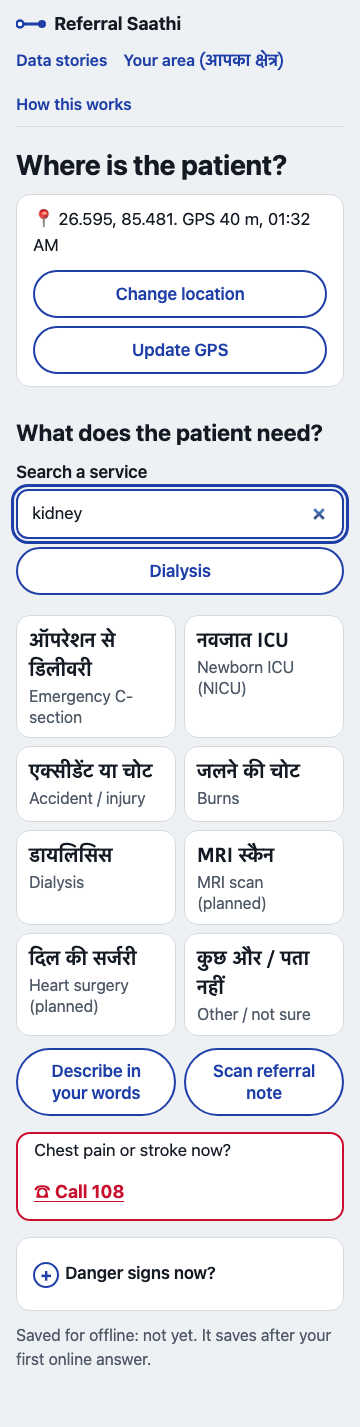 Referral Saathi
Data stories Your area (आपका क्षेत्र)
How this works
Where is the patient?
📍 26.595, 85.481. GPS 40 m, 01:32
AM
Change location
Update GPS
What does the patient need?
Search a service
kidney ×
Dialysis
ऑपरेशन से
डिलीवरी
Emergency C-
section
नवजात ICU
Newborn ICU
(NICU)
एक्सीडेंट या चोट
Accident / injury
जलने की चोट
Burns
डायलिसिस
Dialysis
MRI स्कैन
MRI scan
(planned)
दिल की सर्जरी
Heart surgery
(planned)
कुछ और / पता
नहीं
Other / not sure
Describe in
your words
Scan referral
note
Chest pain or stroke now?
☎ Call 108
+ Danger signs now?
Saved for offline: not yet. It saves after your
first online answer.